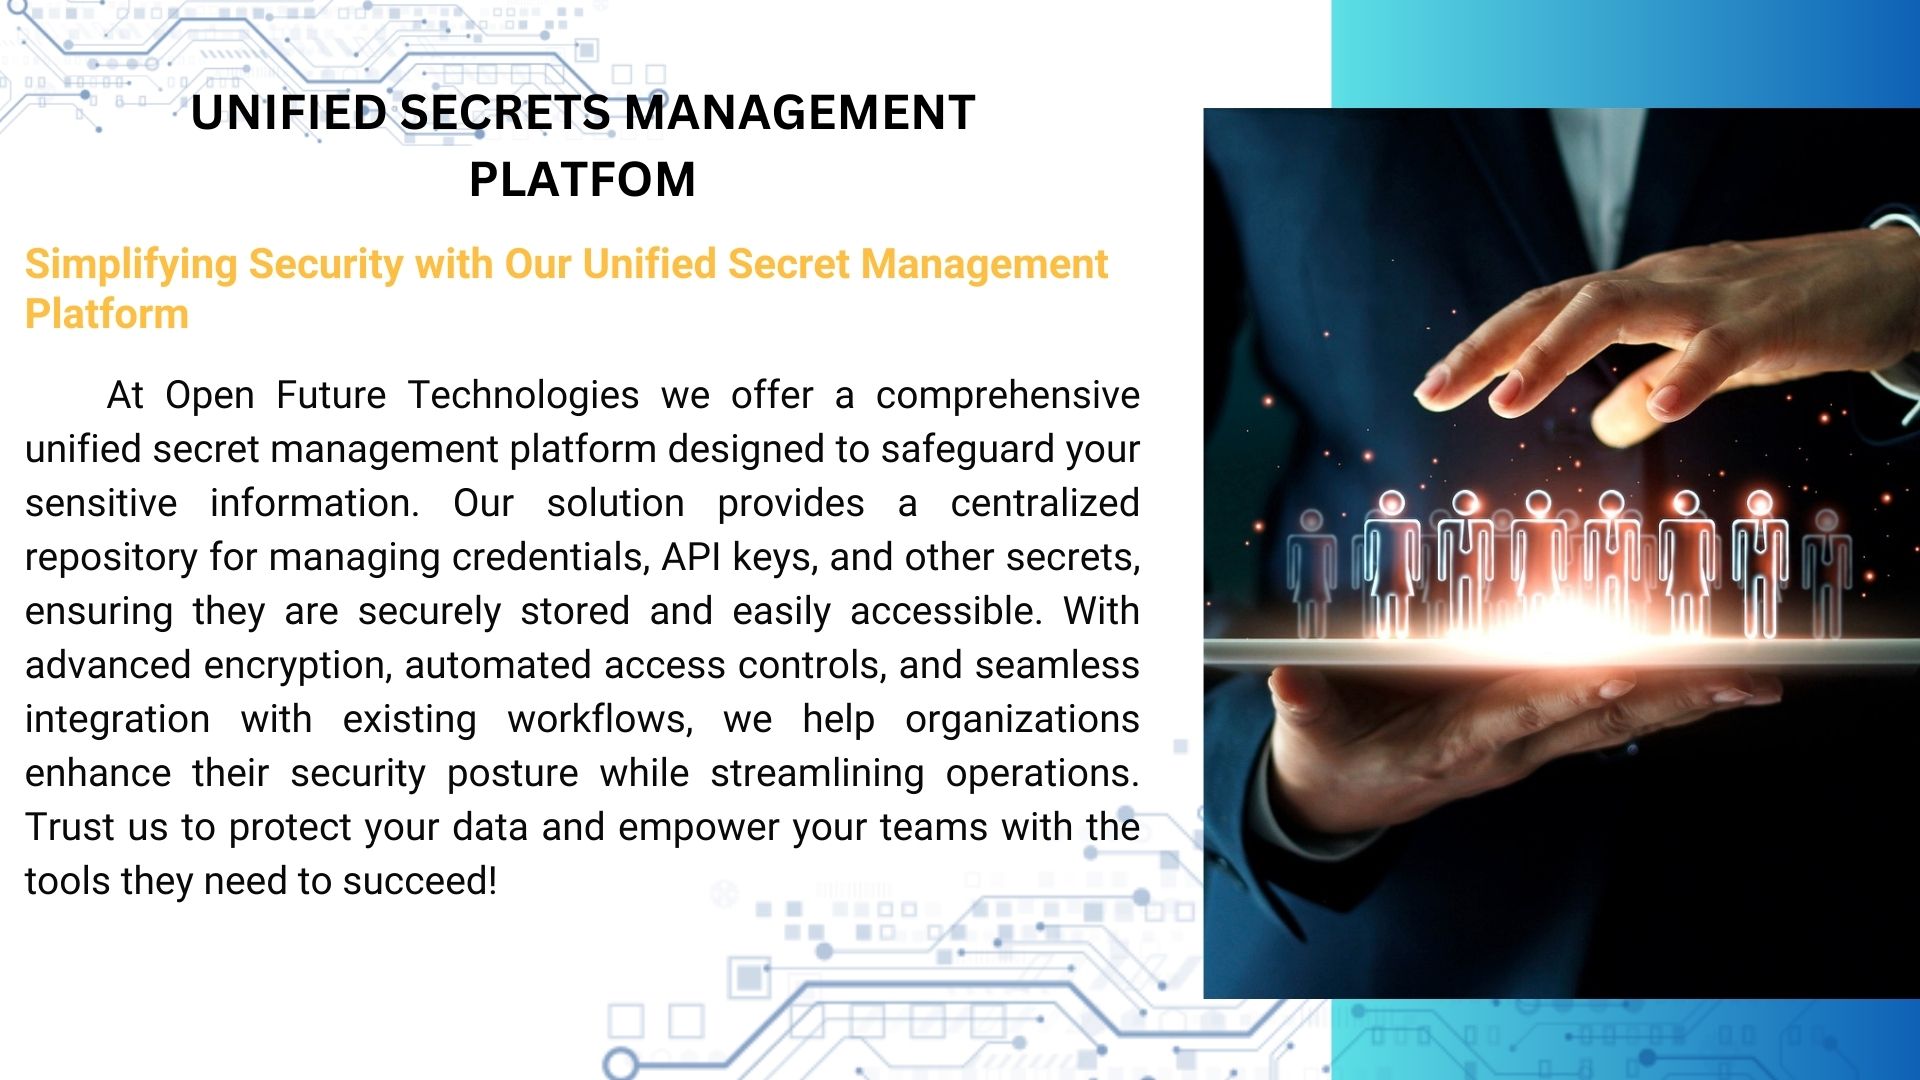 UNIFIED SECRETS MANAGEMENT
PLATFOM
Simplifying Security with Our Unified Secret Management
Platform
At Open Future Technologies we offer a comprehensive
unified secret management platform designed to safeguard your
sensitive information. Our solution provides a centralized
repository for managing credentials, API keys, and other secrets,
ensuring they are securely stored and easily accessible. With
advanced encryption, automated access controls, and seamless
integration with existing workflows, we help organizations
enhance their security posture while streamlining operations.
Trust us to protect your data and empower your teams with the
tools they need to succeed!